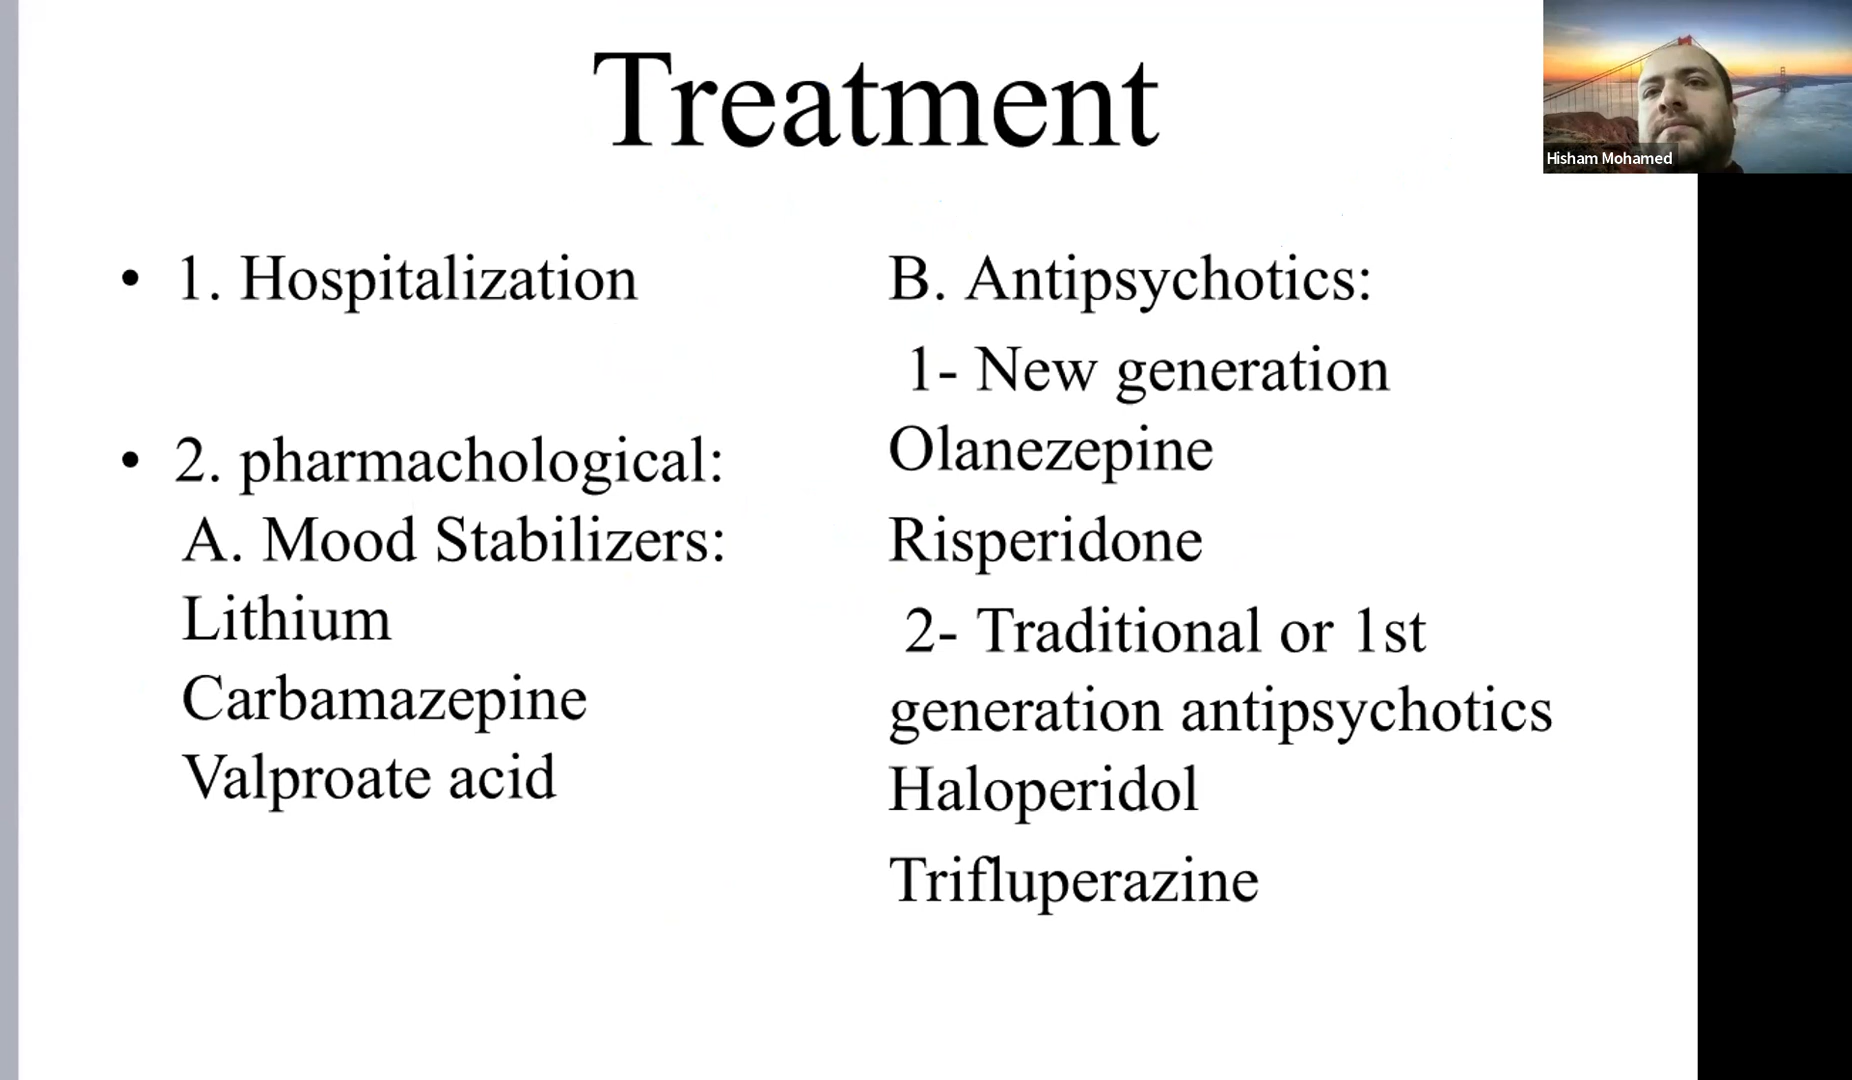 Treatment
Hisham Mohamed
• 1. Hospitalization
• 2. pharmachological:
A. Mood Stabilizers:
Lithium
Carbamazepine
Valproate acid
B. Antipsychotics:
1- New generation
Olanezepine
Risperidone
2- Traditional or 1st
generation antipsychotics
Haloperidol
Trifluperazine